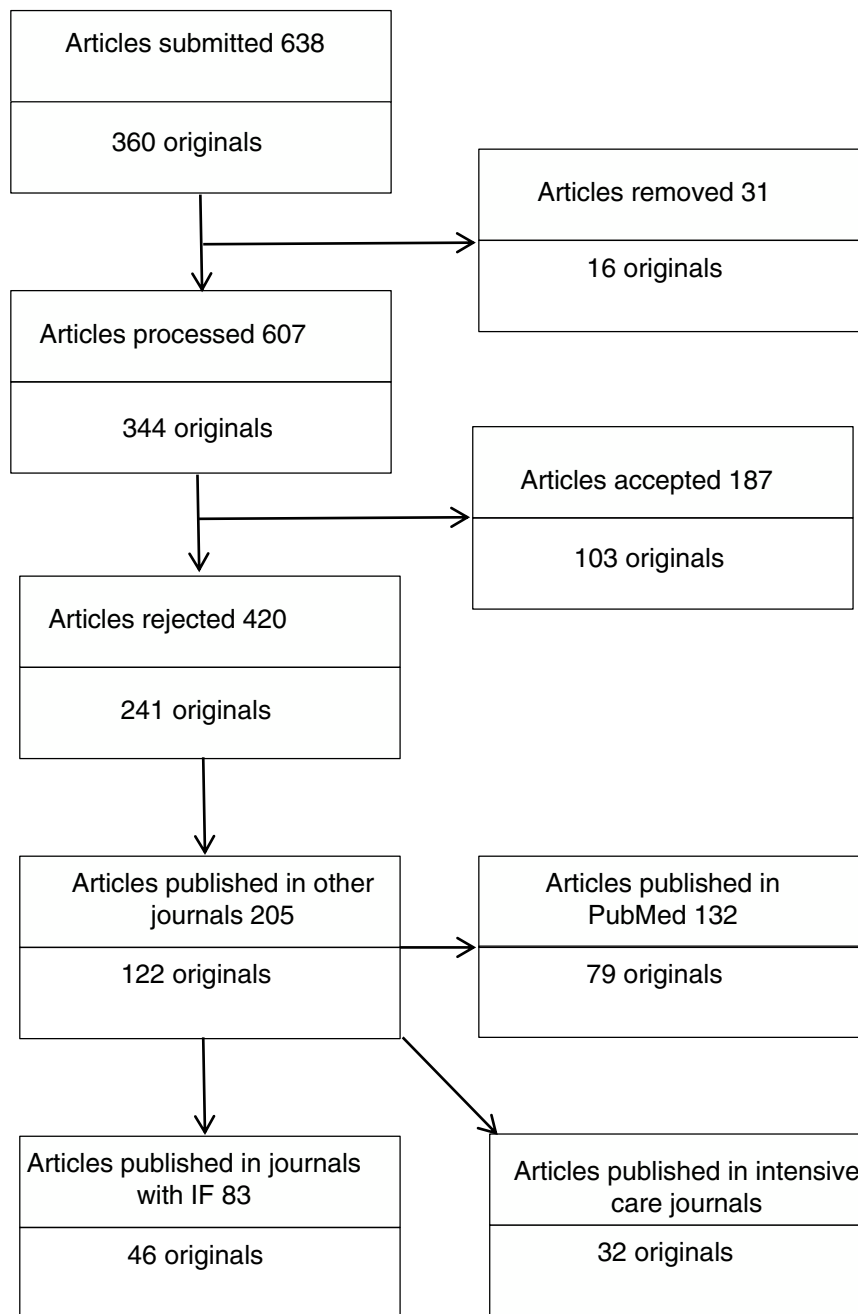 Articles submitted 638
360 originals
Articles removed 31
16 originals
Articles processed 607
344 originals
Articles accepted 187
103 originals
Articles rejected 420
241 originals
Articles published in other
journals 205
122 originals
Articles published in
PubMed 132
79 originals
Articles published in journals
with IF 83
46 originals
Articles published in intensive
care journals
32 originals